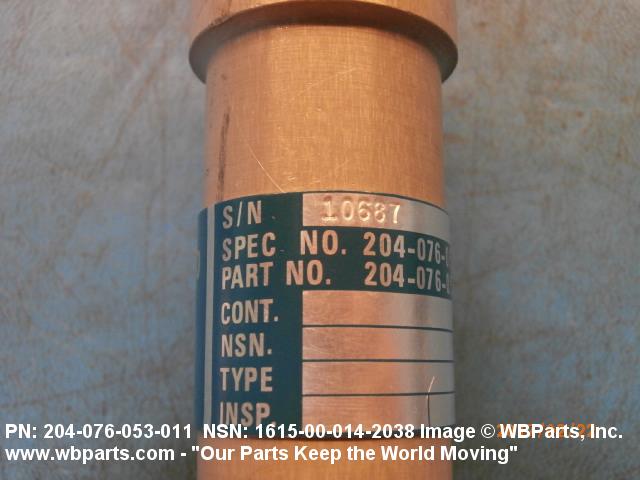 S/N 10687
SPEC NO. 204-076-
PART NO. 204-076-
CONT.
NSN.
TYPE
INSP
PN: 204-076-053-011 NSN: 1615-00-014-2038 Image © WBParts, Inc.
www.wbparts.com - "Our Parts Keep the World Moving"